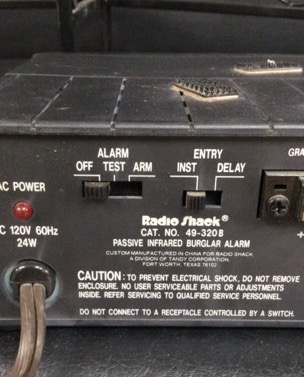 ALARM
OFF TEST ARM
ENTRY
INST DELAY
GRA
AC POWER
C 120V 60Hz
24W
Radio Shack®
CAT. NO. 49-320B
PASSIVE INFRARED BURGLAR ALARM
CUSTOM MANUFACTURED IN CHINA FOR RADIO SHACK
A DIVISION OF TANDY CORPORATION
FORT WORTH, TEXAS 76102
CAUTION: TO PREVENT ELECTRICAL SHOCK, DO NOT REMOVE
ENCLOSURE. NO USER SERVICEABLE PARTS OR ADJUSTMENTS
INSIDE. REFER SERVICING TO QUALIFIED SERVICE PERSONNEL.
DO NOT CONNECT TO A RECEPTACLE CONTROLLED BY A SWITCH.